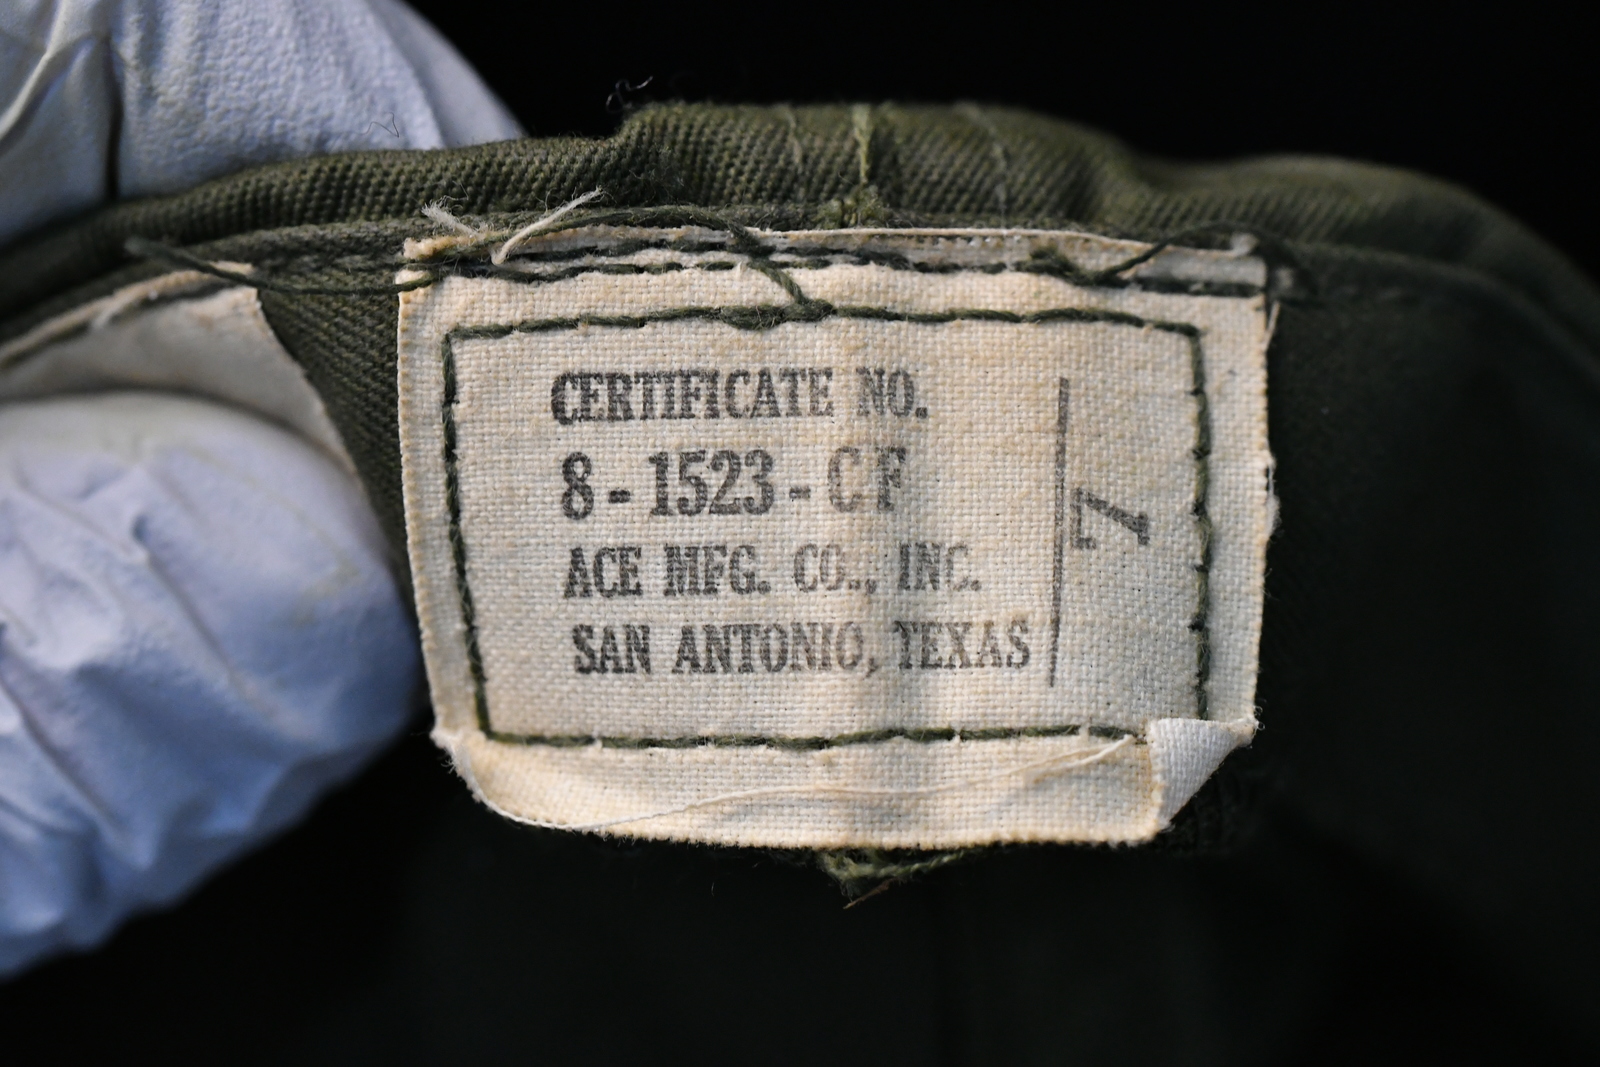 CERTIFICATE NO.
8-1523-CF
ACE MFG. CO., INC.
SAN ANTONIO, TEXAS
7